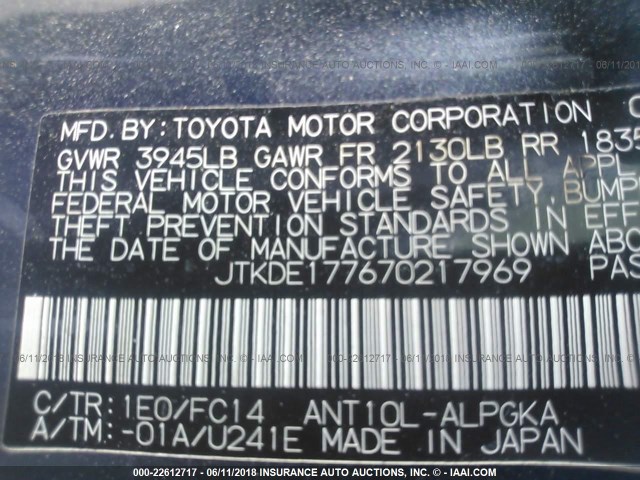 MFD. BY: TOYOTA MOTOR CORPORATION
GVWR 3945LB GAWR FR 2130LB RR 1835
THIS VEHICLE CONFORMS TO ALL APPL
FEDERAL MOTOR VEHICLE SAFETY, BUMP
THEFT PREVENTION STANDARDS IN EFF
THE DATE OF MANUFACTURE SHOWN ABO
JTKDE177670217969 PAS
C/TR: 1E0/FC14 ANT10L-ALPGKA
A/TM: -01A/U241E MADE IN JAPAN
000-22612717 - 06/11/2018 INSURANCE AUTO AUCTIONS, INC. - © - IAAI.COM